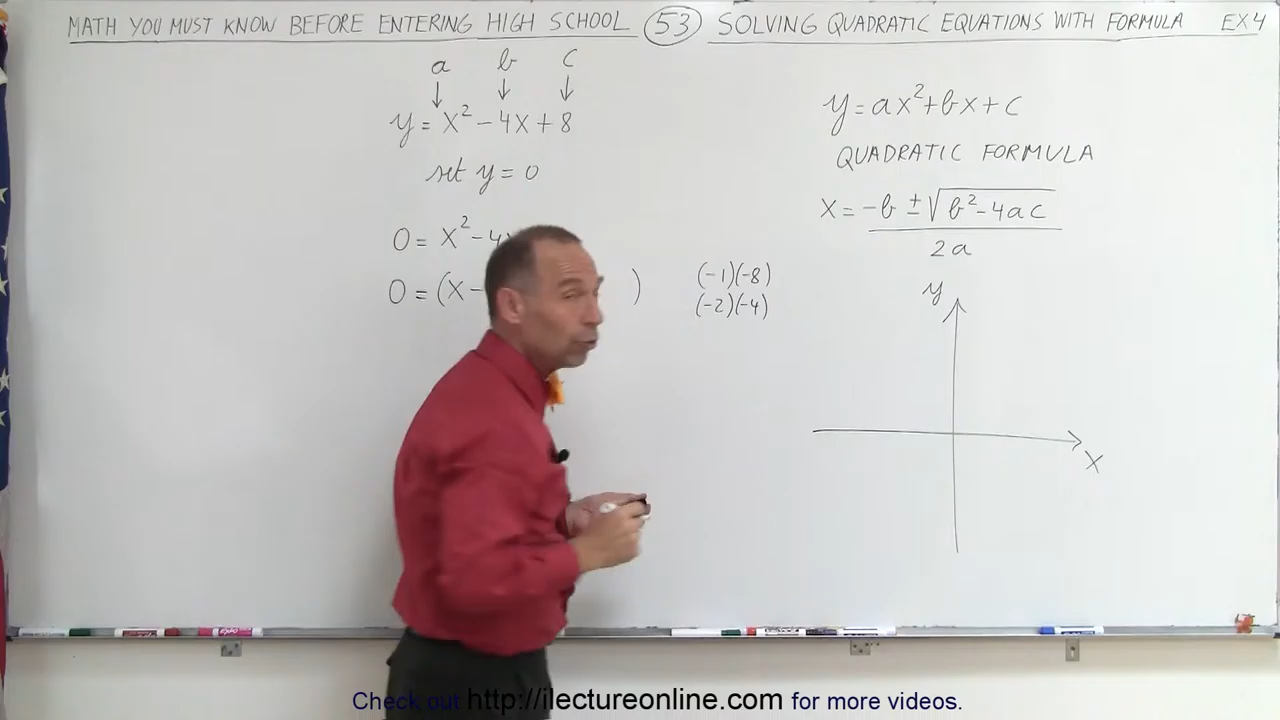 MATH YOU MUST KNOW BEFORE ENTERING HIGH SCHOOL 53 SOLVING QUADRATIC EQUATIONS WITH FORMULA EX 4
a b C
↓ ↓ ↓
y = x² - 4x + 8
set y = 0
0 = x² - 4x
0 = (x - )
(-1)(-8)
(-2)(-4)
y = ax² + bx + c
QUADRATIC FORMULA
X = -b ± √b² - 4ac
2a
y
X
Check out http://ilectureonline.com for more videos.